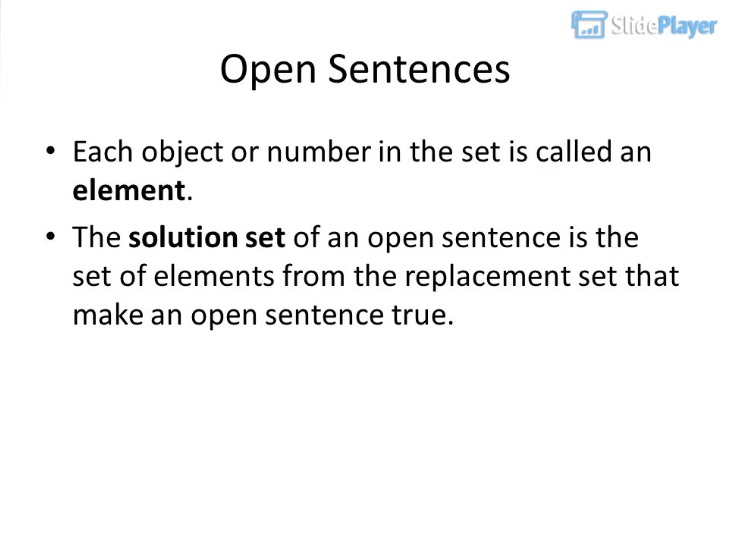 SlidePlayer
Open Sentences
• Each object or number in the set is called an
element.
• The solution set of an open sentence is the
set of elements from the replacement set that
make an open sentence true.